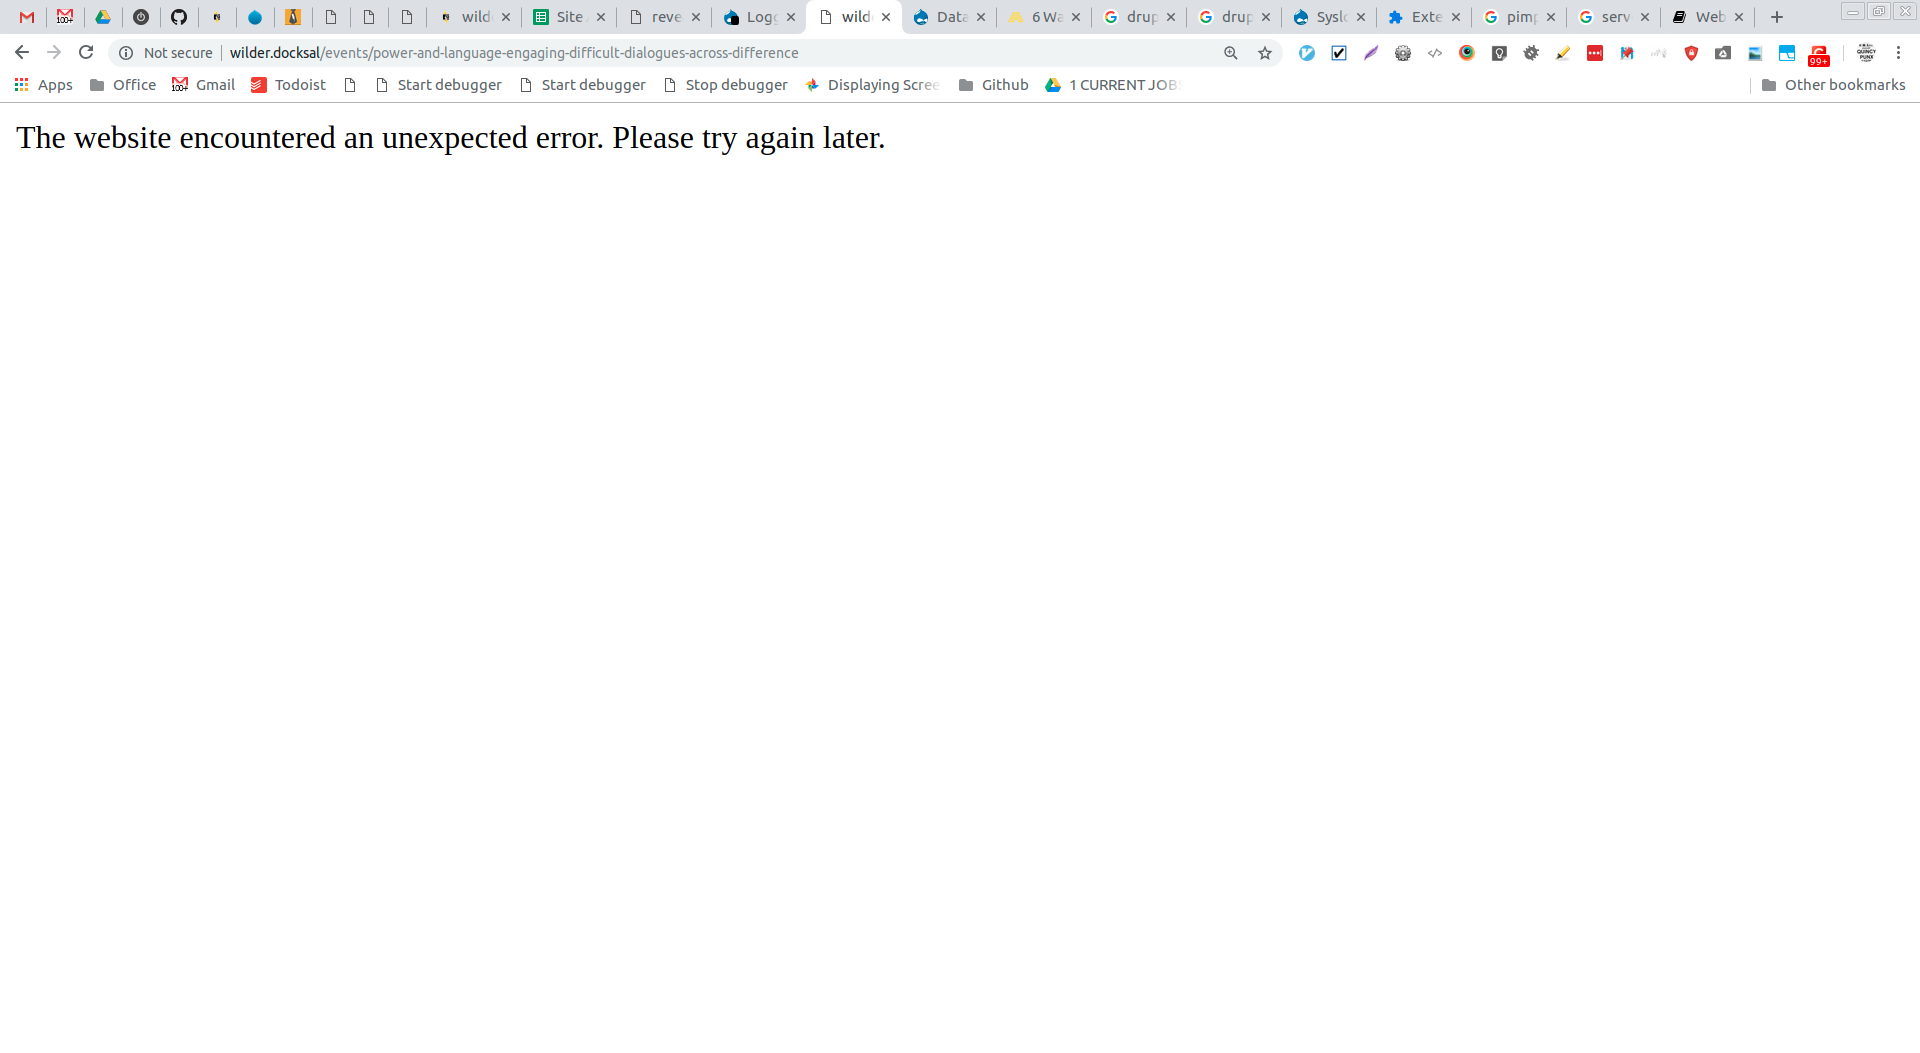 wild
Site
reve
Logg
wild
Data
6 Wa
drup
drup
Syslo
Exte
pimp
serv
Web
Not secure
wilder.docksal/events/power-and-language-engaging-difficult-dialogues-across-difference
99+
Apps
Office
Gmail
Todoist
Start debugger
Start debugger
Stop debugger
Displaying Scree
Github
1 CURRENT JOB
Other bookmarks
The website encountered an unexpected error. Please try again later.